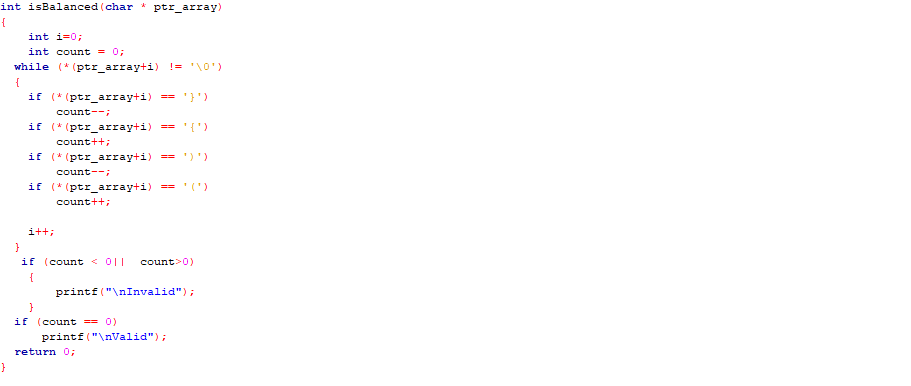 int isBalanced(char * ptr_array)
{
    int i=0;
    int count = 0;
  while (*(ptr_array+i) != '\0')
  {
    if (*(ptr_array+i) == '}')
        count--;
    if (*(ptr_array+i) == '{')
        count++;
    if (*(ptr_array+i) == ')')
        count--;
    if (*(ptr_array+i) == '(')
        count++;

    i++;
  }
   if (count < 0||  count>0)
    {
        printf("\nInvalid");
    }
  if (count == 0)
      printf("\nValid");
  return 0;
}